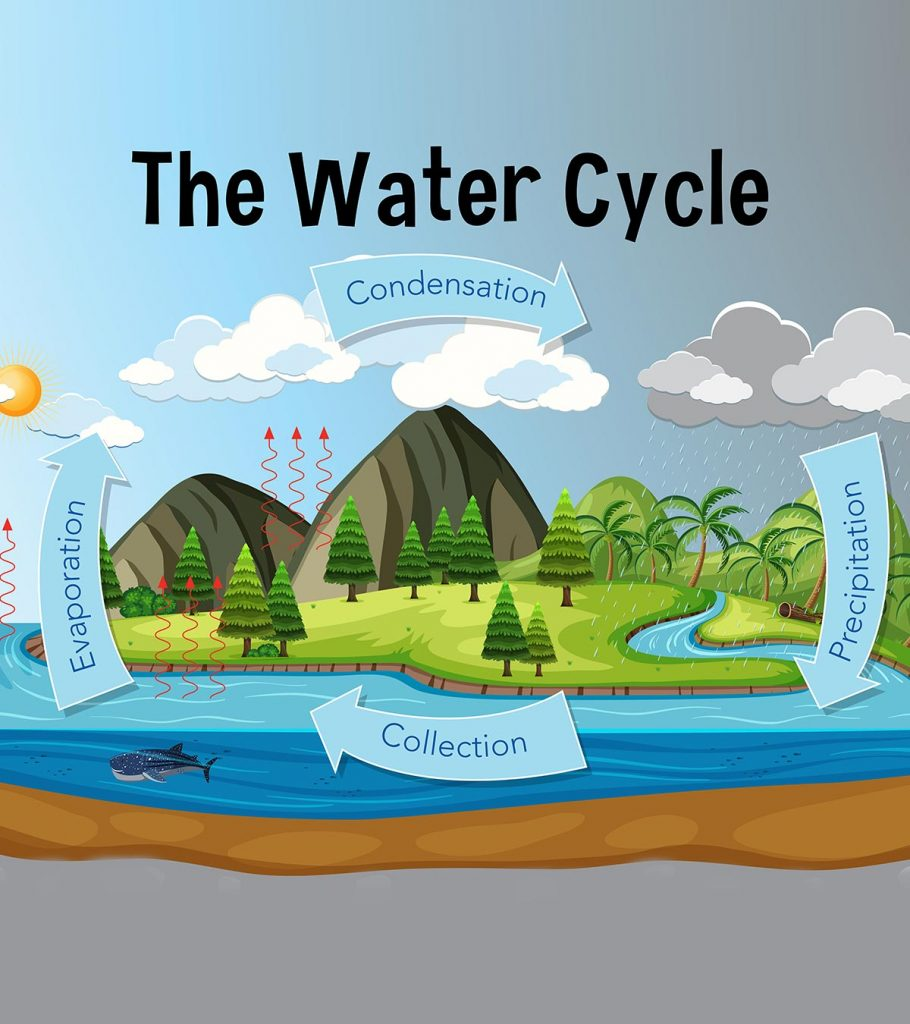 The Water Cycle
Condensation
Evaporation
Precipitation
Collection